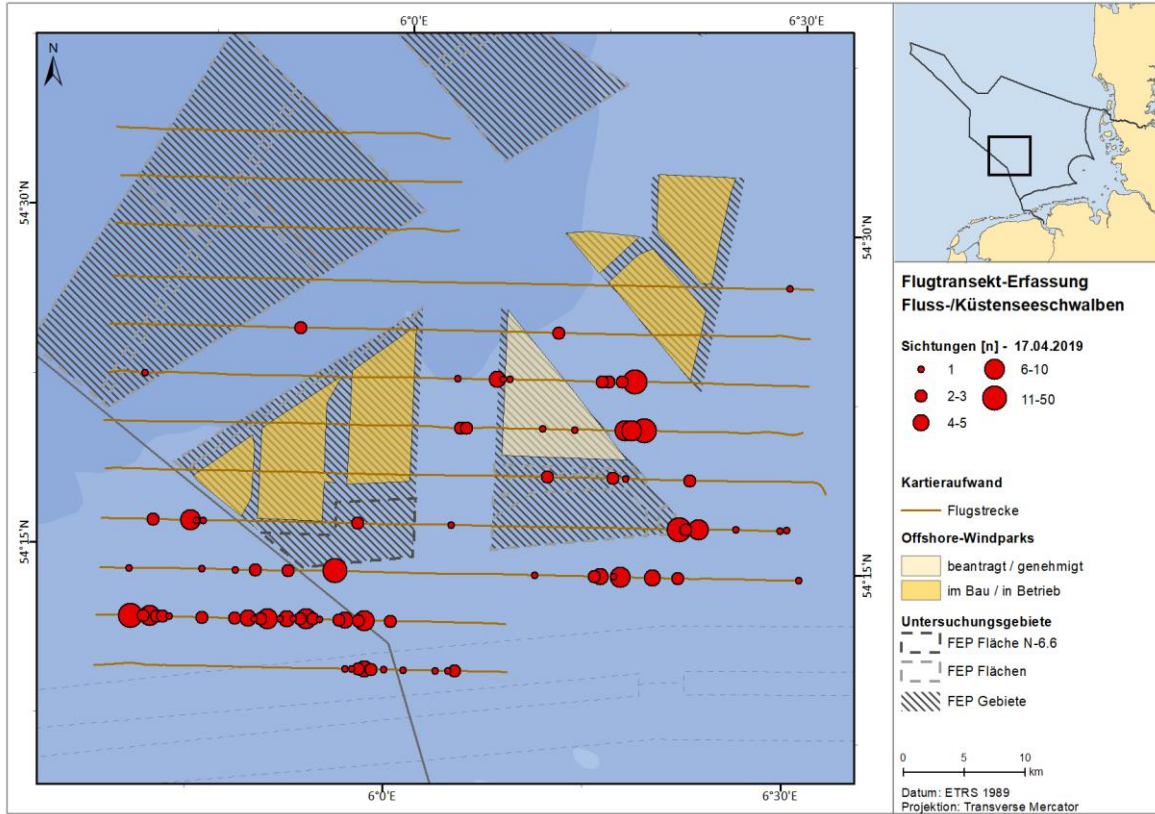 6°0'E
6°30'E
N
54°30'N
54°30'N
54°15'N
54°15'N
6°0'E
6°30'E
Flugtransekt-Erfassung
Fluss-/Küstenseeschwalben
Sichtungen [n] - 17.04.2019
1
6-10
2-3
11-50
4-5
Kartieraufwand
Flugstrecke
Offshore-Windparks
beantragt / genehmigt
im Bau / in Betrieb
Untersuchungsgebiete
FEP Fläche N-6.6
FEP Flächen
FEP Gebiete
0 5 10
km
Datum: ETRS 1989
Projektion: Transverse Mercator